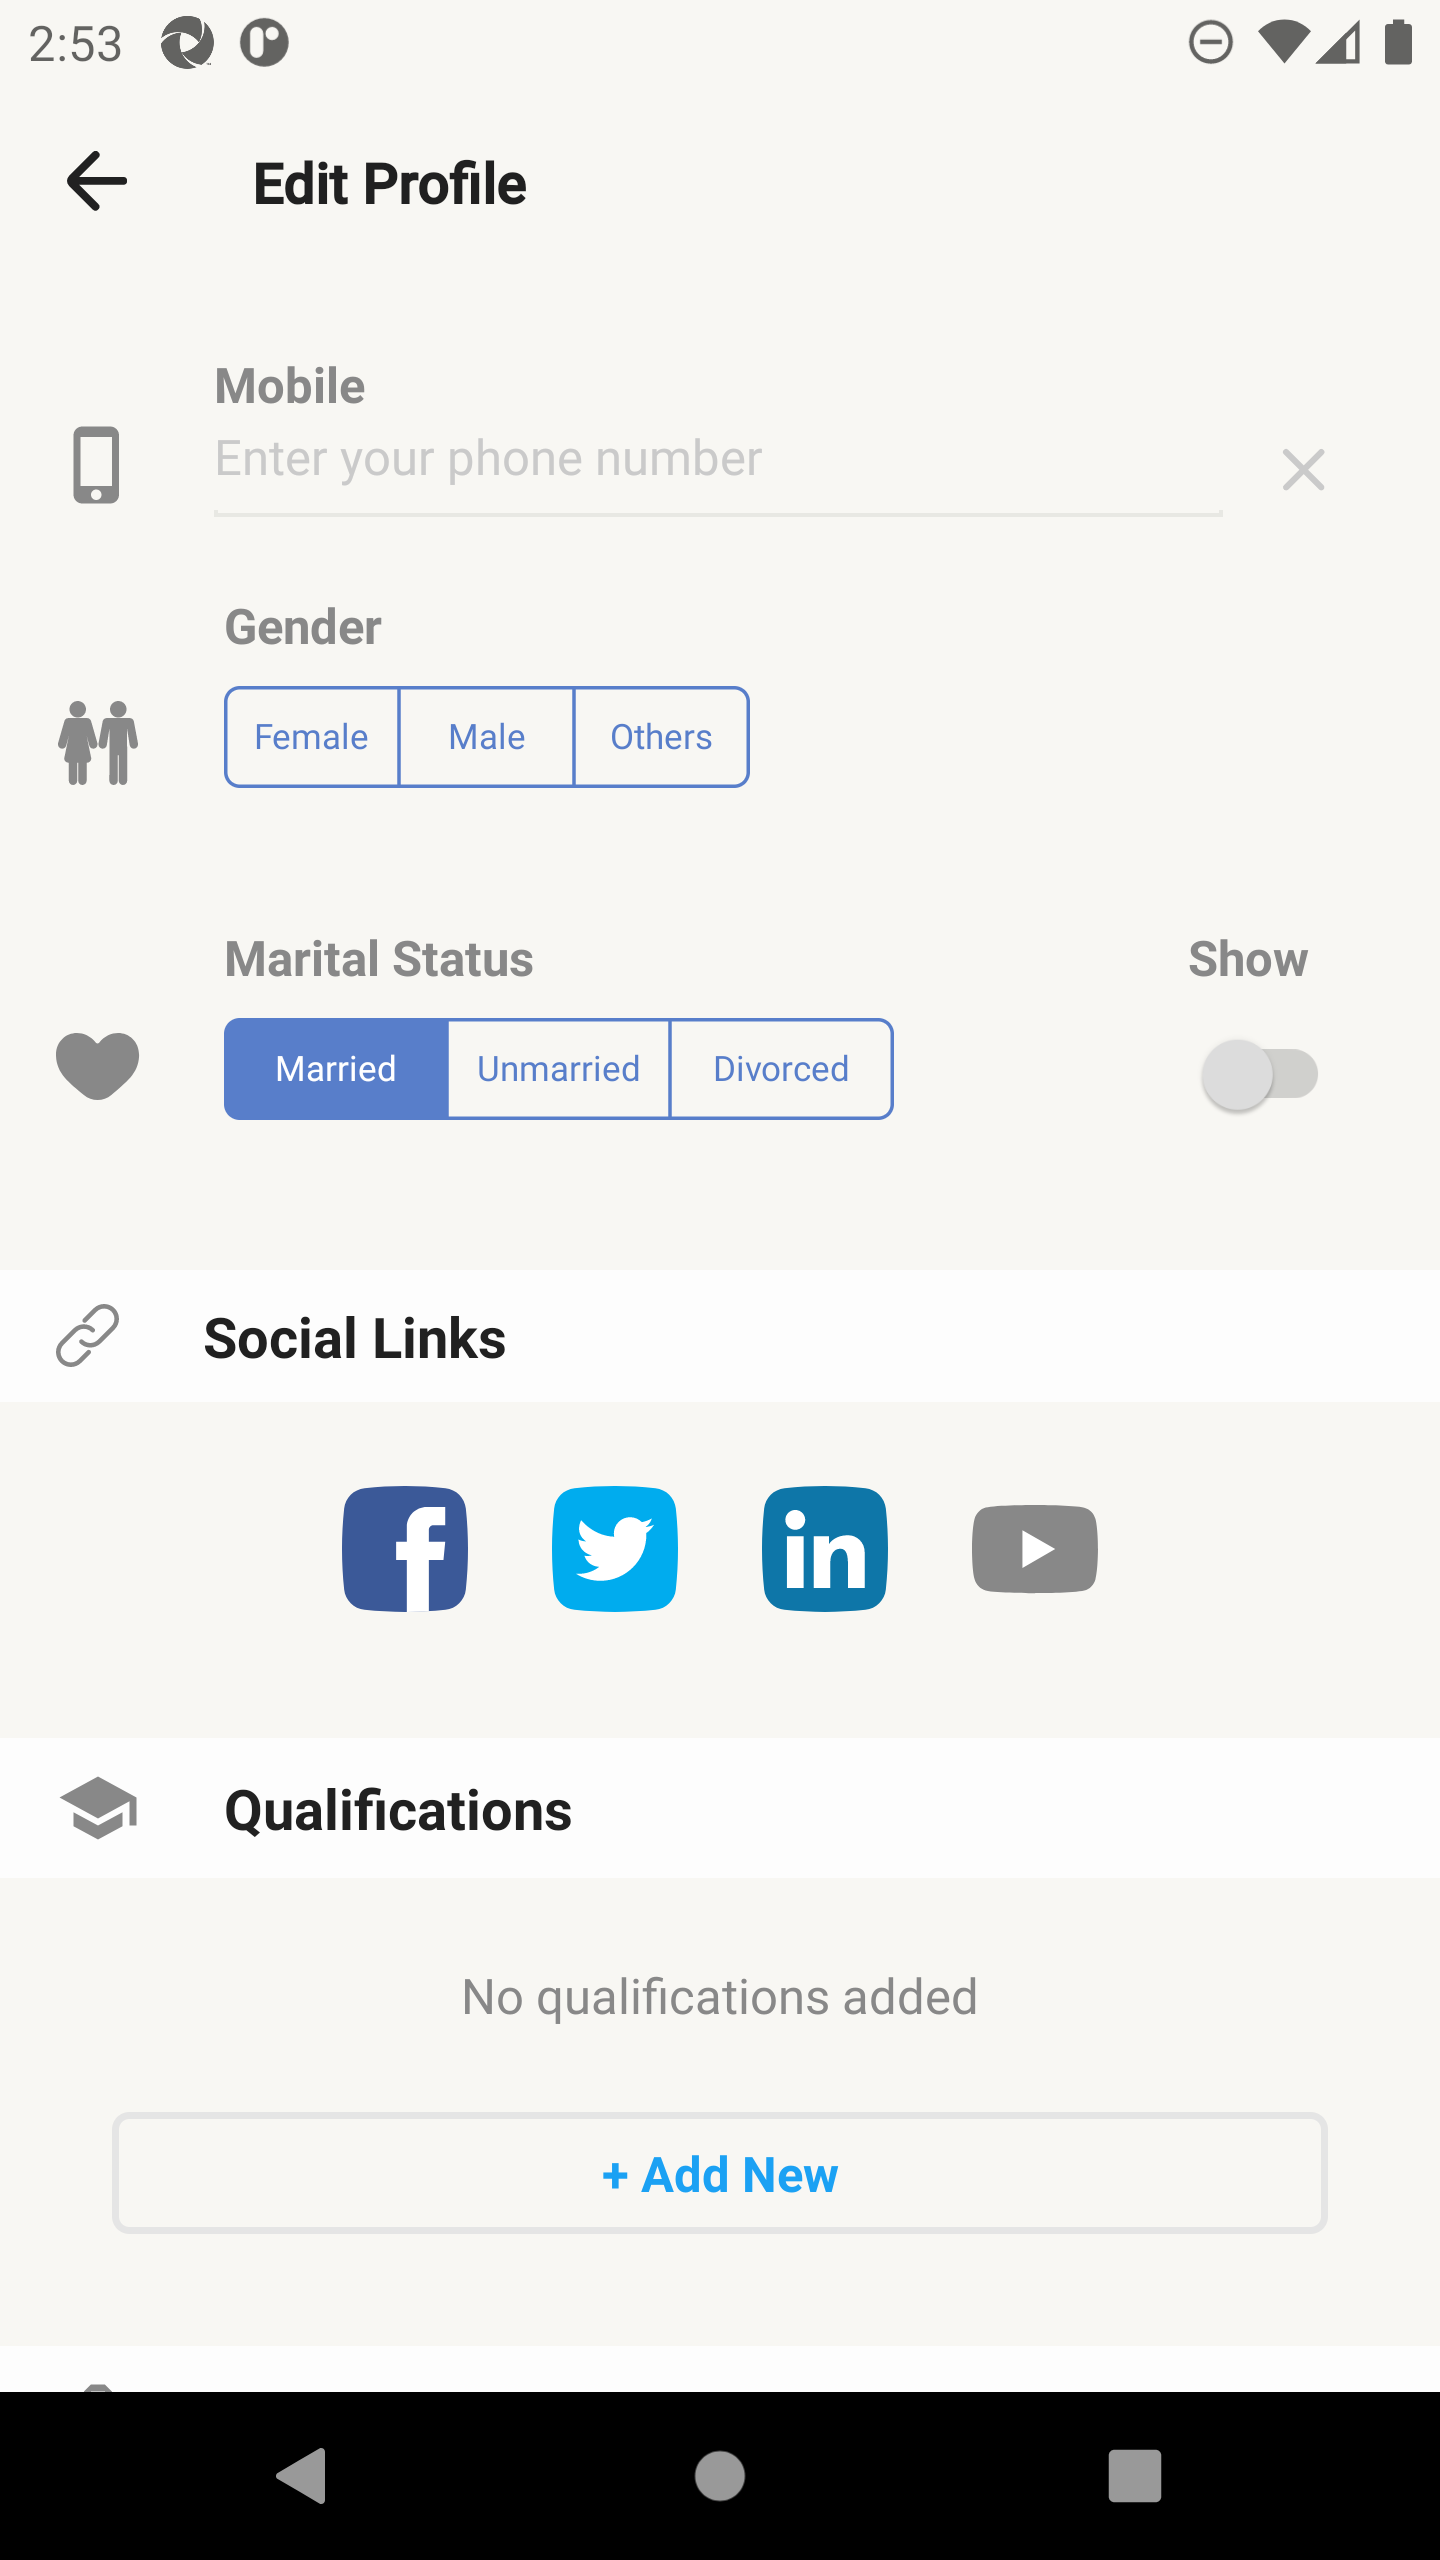 2:53
Edit Profile
Mobile
Enter your phone number
Gender
Female Male Others
Marital Status Show
Married Unmarried Divorced
Social Links
Qualifications
No qualifications added
+ Add New